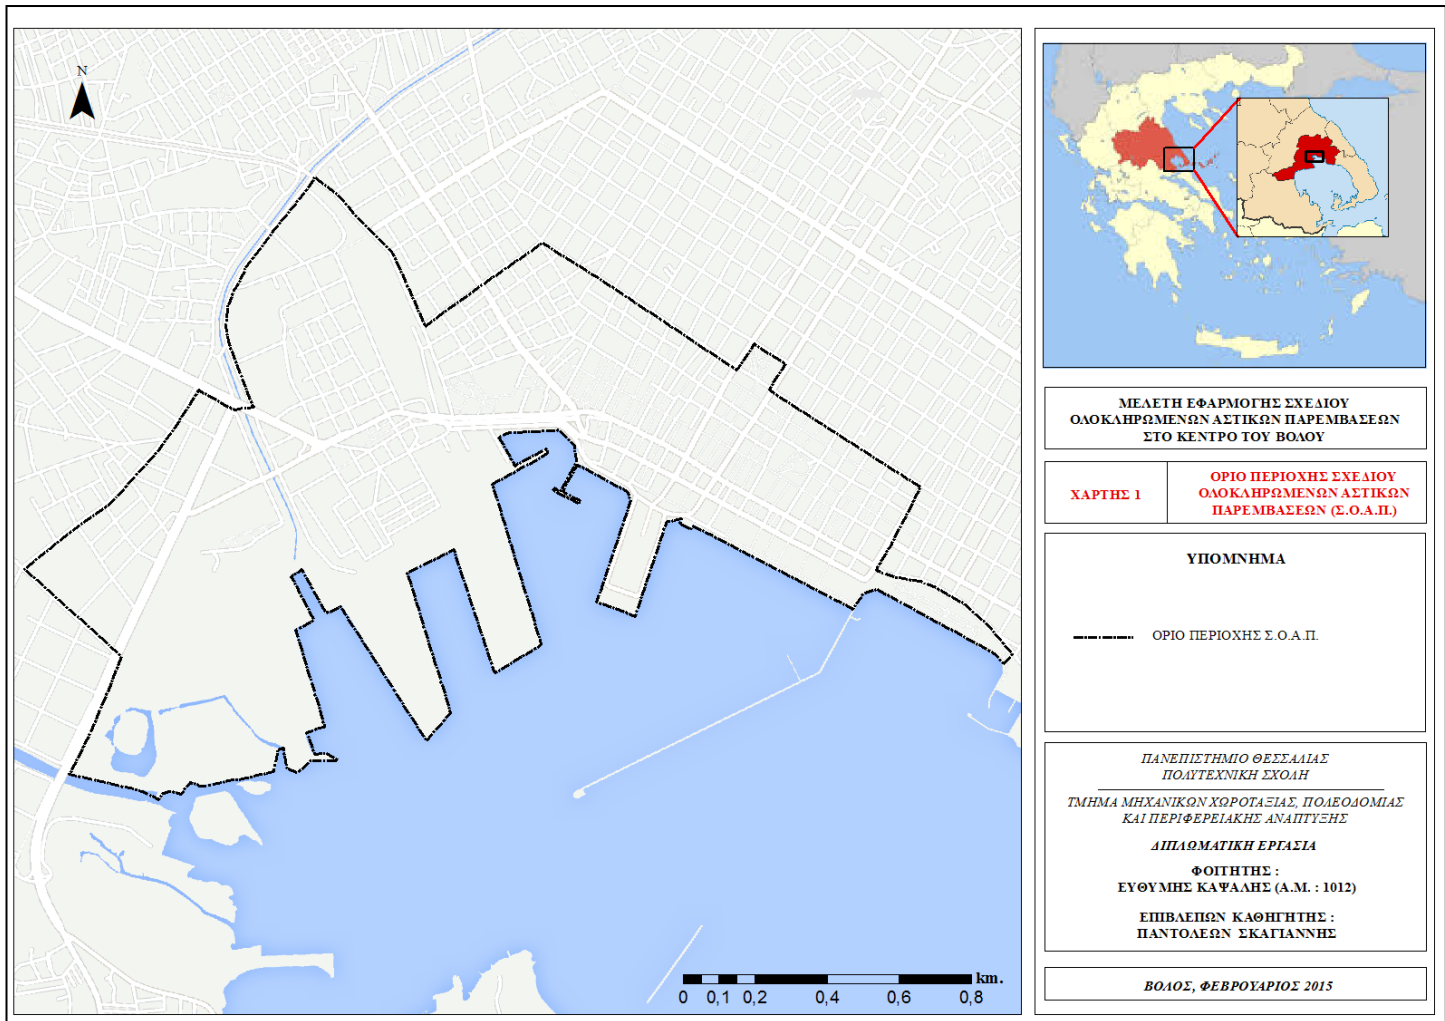 N
ΜΕΛΕΤΗ ΕΦΑΡΜΟΓΗΣ ΣΧΕΔΙΟΥ
ΟΛΟΚΛΗΡΩΜΕΝΩΝ ΑΣΤΙΚΩΝ ΠΑΡΕΜΒΑΣΕΩΝ
ΣΤΟ ΚΕΝΤΡΟ ΤΟΥ ΒΟΛΟΥ
ΧΑΡΤΗΣ 1
ΟΡΙΟ ΠΕΡΙΟΧΗΣ ΣΧΕΔΙΟΥ
ΟΛΟΚΛΗΡΩΜΕΝΩΝ ΑΣΤΙΚΩΝ
ΠΑΡΕΜΒΑΣΕΩΝ (Σ.Ο.Α.Π.)
ΥΠΟΜΝΗΜΑ
ΟΡΙΟ ΠΕΡΙΟΧΗΣ Σ.Ο.Α.Π.
ΠΑΝΕΠΙΣΤΗΜΙΟ ΘΕΣΣΑΛΙΑΣ
ΠΟΛΥΤΕΧΝΙΚΗ ΣΧΟΛΗ
ΤΜΗΜΑ ΜΗΧΑΝΙΚΩΝ ΧΩΡΟΤΑΞΙΑΣ, ΠΟΛΕΟΔΟΜΙΑΣ
ΚΑΙ ΠΕΡΙΦΕΡΕΙΑΚΗΣ ΑΝΑΠΤΥΞΗΣ
ΔΙΠΛΩΜΑΤΙΚΗ ΕΡΓΑΣΙΑ
ΦΟΙΤΗΤΗΣ :
ΕΥΘΥΜΗΣ ΚΑΨΑΛΗΣ (Α.Μ. : 1012)
ΕΠΙΒΛΕΠΩΝ ΚΑΘΗΓΗΤΗΣ :
ΠΑΝΤΟΛΕΩΝ ΣΚΑΓΙΑΝΝΗΣ
ΒΟΛΟΣ, ΦΕΒΡΟΥΑΡΙΟΣ 2015
km.
0 0,1 0,2 0,4 0,6 0,8